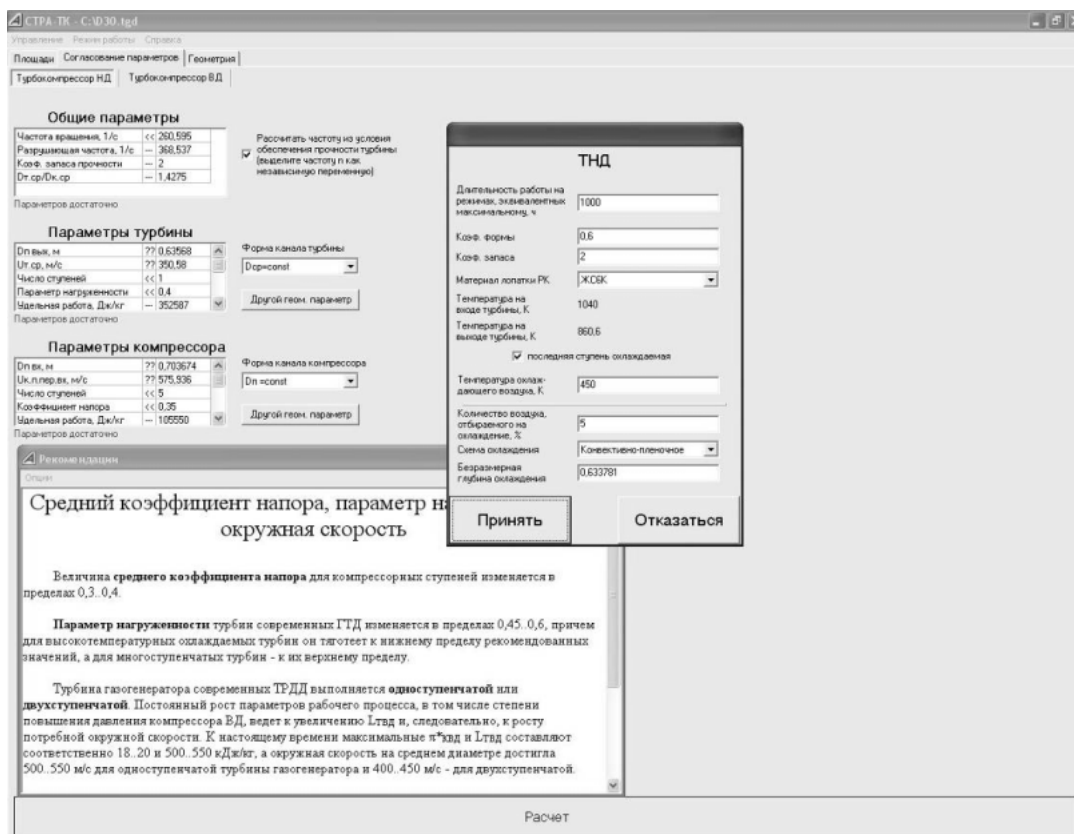 СТРА-ТК - C:\D30.tgd
Управление Режим работы Справка
Площади Согласование параметров Геометрия
Турбокомпрессор НД Турбокомпрессор ВД
Общие параметры
Частота вращения, 1/с << 260,595
Разрушающая частота, 1/с — 368,537
Коэф. запаса прочности — 2
Dт.ср/Dк.ср — 1,4275
Параметров достаточно
Рассчитать частоту из условия
обеспечения прочности турбины
(выделите частоту n как
независимую переменную)
Параметры турбины
Dп вых, м ?? 0,63568
Uт.ср, м/с ?? 350,58
Число ступеней << 1
Параметр нагруженности << 0,4
Удельная работа, Дж/кг — 352587
Параметров достаточно
Форма канала турбины
Dср=const
Другой геом. параметр
Параметры компрессора
Dп вх, м ?? 0,703674
Uк.п.пер.вх, м/с ?? 575,936
Число ступеней << 5
Коэффициент напора << 0,35
Удельная работа, Дж/кг — 105550
Параметров достаточно
Форма канала компрессора
Dп =const
Другой геом. параметр
ТНД
Длительность работы на
режимах, эквивалентных
максимальному, ч
1000
Коэф. формы 0,6
Коэф. запаса 2
Материал лопатки РК ЖС6К
Температура на
входе турбины, К
1040
Температура на
выходе турбины, К
860,6
последняя ступень охлаждаемая
Температура охлаж-
дающего воздуха, К
450
Количество воздуха,
отбираемого на
охлаждение, %
5
Схема охлаждения Конвективно-пленочное
Безразмерная
глубина охлаждения
0,633781
Принять Отказаться
Рекомендации
Опции
Средний коэффициент напора, параметр на
окружная скорость
Величина среднего коэффициента напора для компрессорных ступеней изменяется в
пределах 0,3..0,4.
Параметр нагруженности турбин современных ГТД изменяется в пределах 0,45..0,6, причем
для высокотемпературных охлаждаемых турбин он тяготеет к нижнему пределу рекомендованных
значений, а для многоступенчатых турбин - к их верхнему пределу.
Турбина газогенератора современных ТРДД выполняется одноступенчатой или
двухступенчатой. Постоянный рост параметров рабочего процесса, в том числе степени
повышения давления компрессора ВД, ведет к увеличению Lтвд и, следовательно, к росту
потребной окружной скорости. К настоящему времени максимальные π*квд и Lтвд составляют
соответственно 18..20 и 500..550 кДж/кг, а окружная скорость на среднем диаметре достигла
500..550 м/с для одноступенчатой турбины газогенератора и 400..450 м/с - для двухступенчатой.
Расчет